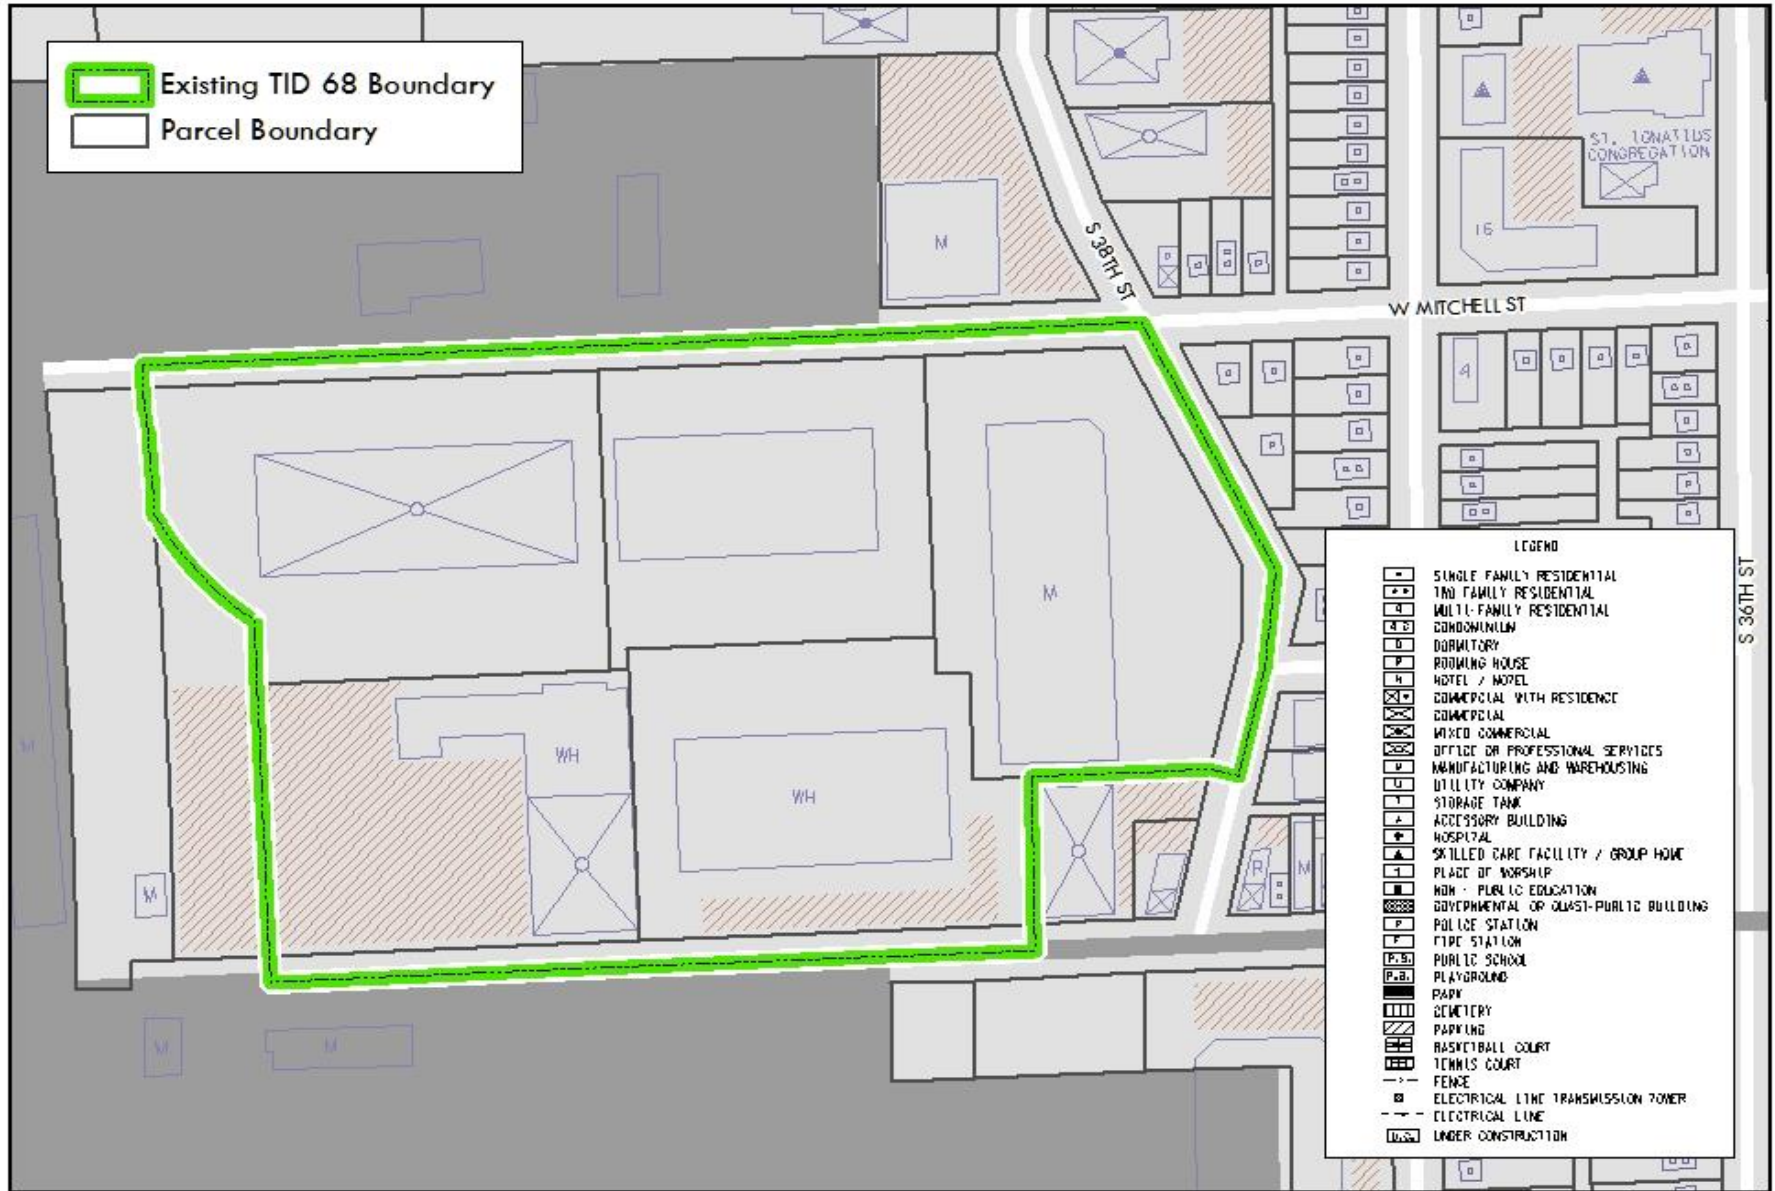 Existing TID 68 Boundary
Parcel Boundary
ST. IGNATIUS
CONGREGATION
16
M
S 38TH ST
W MITCHELL ST
4
M
S 36TH ST
M
WH
WH
M
R
M
M
M
LEGEND
SINGLE FAMILY RESIDENTIAL
TWO FAMILY RESIDENTIAL
4 MULTI-FAMILY RESIDENTIAL
CONDOMINIUM
D DORMITORY
ROOMING HOUSE
HOTEL / MOTEL
COMMERCIAL WITH RESIDENCE
COMMERCIAL
MIXED COMMERCIAL
OFFICE OR PROFESSIONAL SERVICES
MANUFACTURING AND WAREHOUSING
U UTILITY COMPANY
T STORAGE TANK
ACCESSORY BUILDING
HOSPITAL
SKILLED CARE FACILITY / GROUP HOME
PLACE OF WORSHIP
NON - PUBLIC EDUCATION
GOVERNMENTAL OR QUASI-PUBLIC BUILDING
P POLICE STATION
F FIRE STATION
P.S. PUBLIC SCHOOL
P.G. PLAYGROUND
PARK
CEMETERY
PARKING
BASKETBALL COURT
TENNIS COURT
FENCE
ELECTRICAL LINE TRANSMISSION TOWER
ELECTRICAL LINE
U.C. UNDER CONSTRUCTION